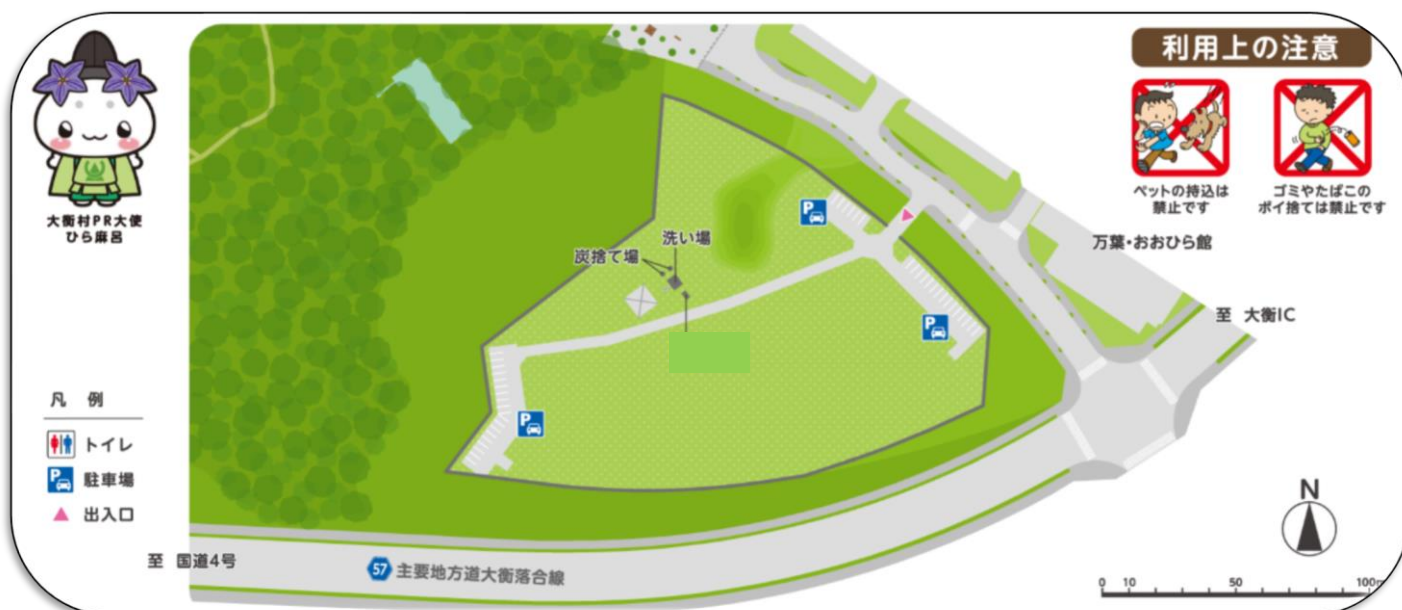 利用上の注意
ペットの持込は
禁止です
ゴミやたばこの
ポイ捨ては禁止です
大衡村PR大使
ひら麻呂
P
洗い場
炭捨て場
万葉・おおひら館
至 大衡IC
P
P
凡 例
トイレ
P 駐車場
出入口
N
至 国道4号
57 主要地方道大衡落合線
0 10 50 100m